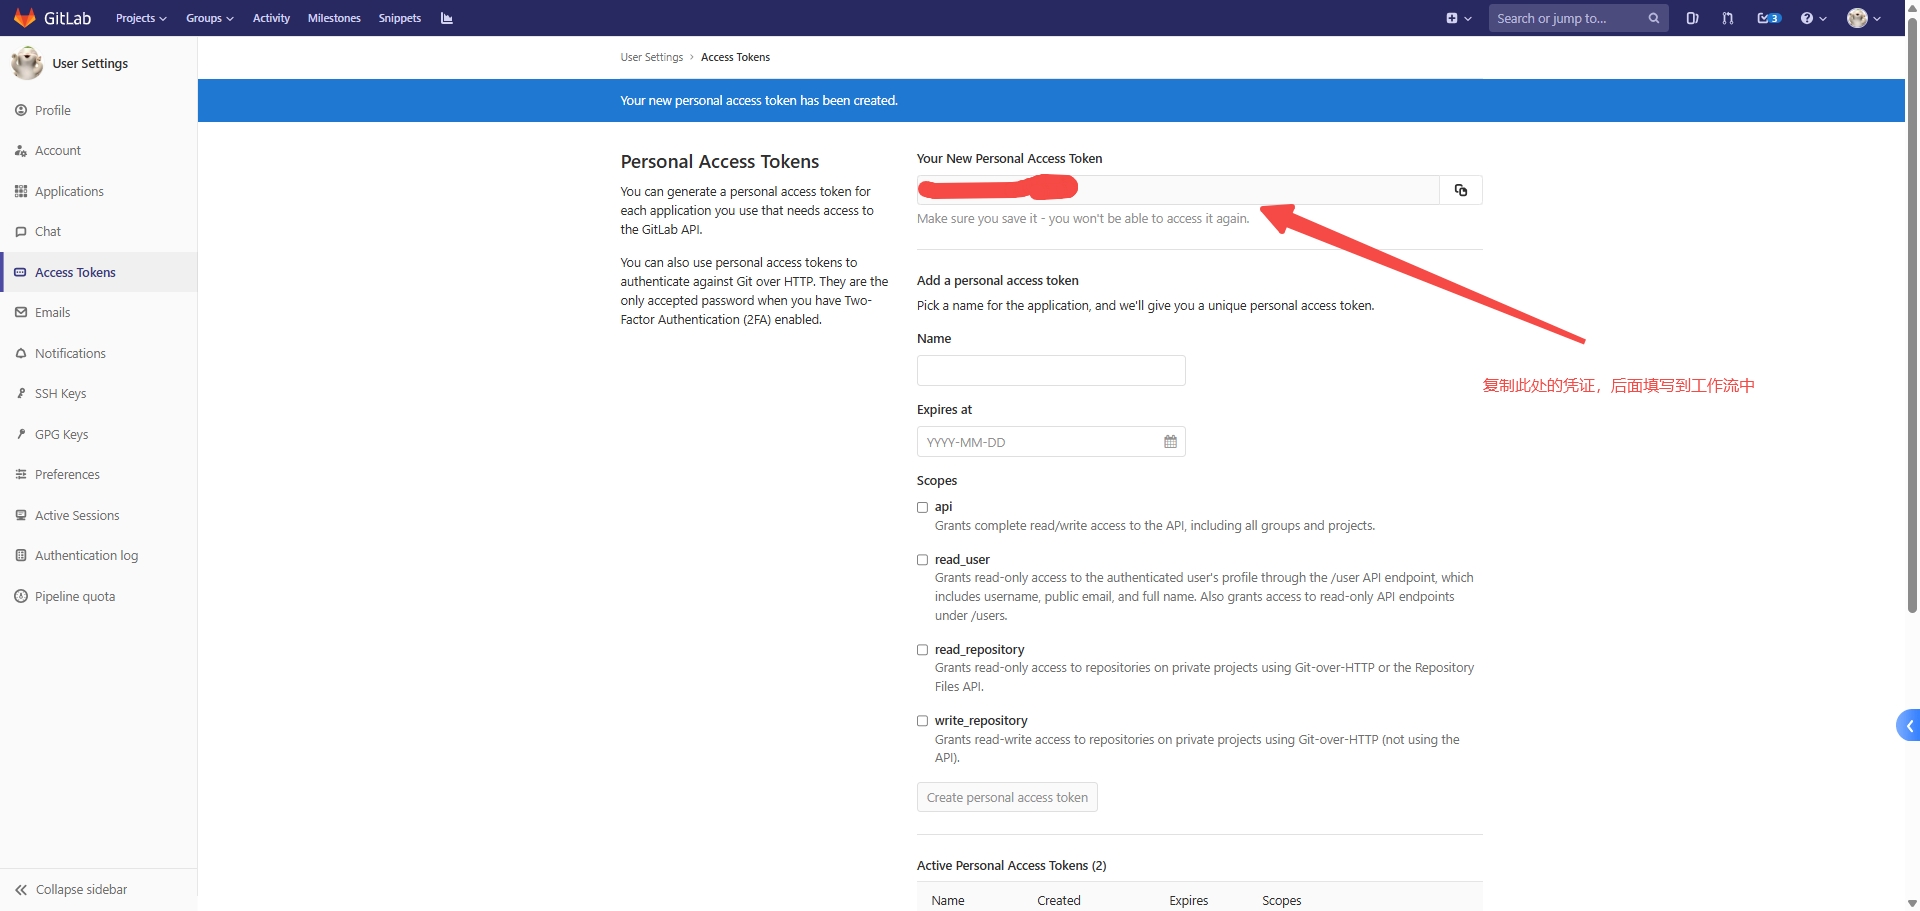 GitLab
Projects
Groups
Activity
Milestones
Snippets
Search or jump to...
3
User Settings
Profile
Account
Applications
Chat
Access Tokens
Emails
Notifications
SSH Keys
GPG Keys
Preferences
Active Sessions
Authentication log
Pipeline quota
Collapse sidebar
User Settings › Access Tokens
Your new personal access token has been created.
Personal Access Tokens
You can generate a personal access token for
each application you use that needs access to
the GitLab API.
You can also use personal access tokens to
authenticate against Git over HTTP. They are the
only accepted password when you have Two-
Factor Authentication (2FA) enabled.
Your New Personal Access Token
Make sure you save it - you won't be able to access it again.
复制此处的凭证，后面填写到工作流中
Add a personal access token
Pick a name for the application, and we'll give you a unique personal access token.
Name
Expires at
YYYY-MM-DD
Scopes
api
Grants complete read/write access to the API, including all groups and projects.
read_user
Grants read-only access to the authenticated user's profile through the /user API endpoint, which
includes username, public email, and full name. Also grants access to read-only API endpoints
under /users.
read_repository
Grants read-only access to repositories on private projects using Git-over-HTTP or the Repository
Files API.
write_repository
Grants read-write access to repositories on private projects using Git-over-HTTP (not using the
API).
Create personal access token
Active Personal Access Tokens (2)
Name Created Expires Scopes